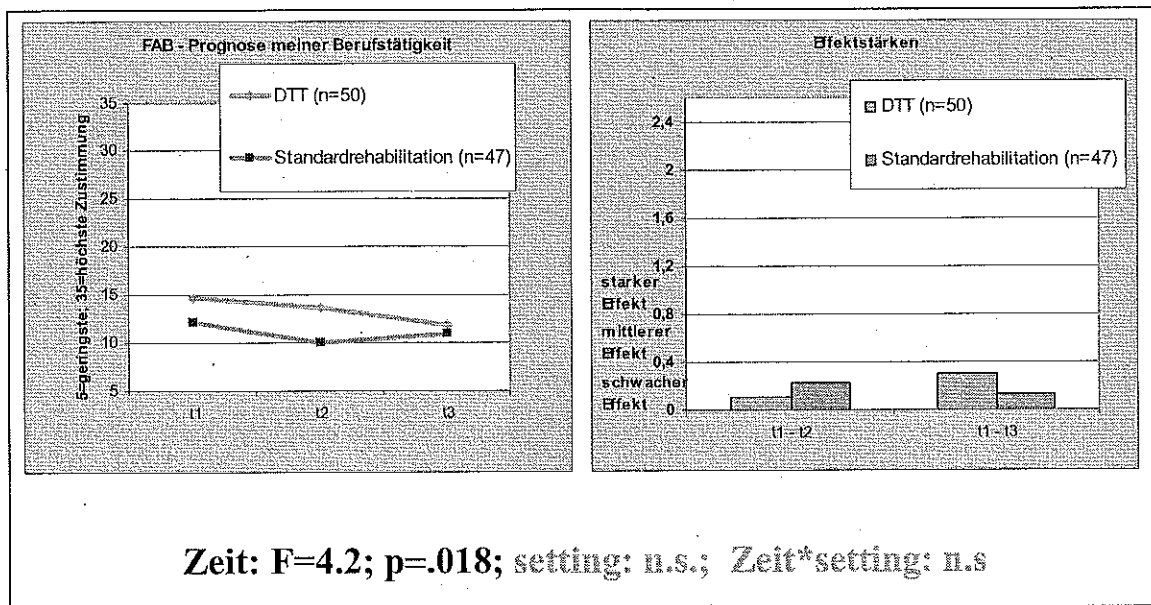 FAB - Prognose meiner Berufstätigkeit
DTT (n=50)
Standardrehabilitation (n=47)
5=geringste, 35=höchste Zustimmung
35
30
25
20
15
10
5
t1
t2
t3
Effektstärken
DTT (n=50)
Standardrehabilitation (n=47)
2,4
2
1,6
1,2
starker
Effekt
0,8
mittlerer
Effekt
0,4
schwacher
Effekt
0
t1 - t2
t1 - t3
Zeit: F=4.2; p=.018; setting: n.s.; Zeit*setting: n.s